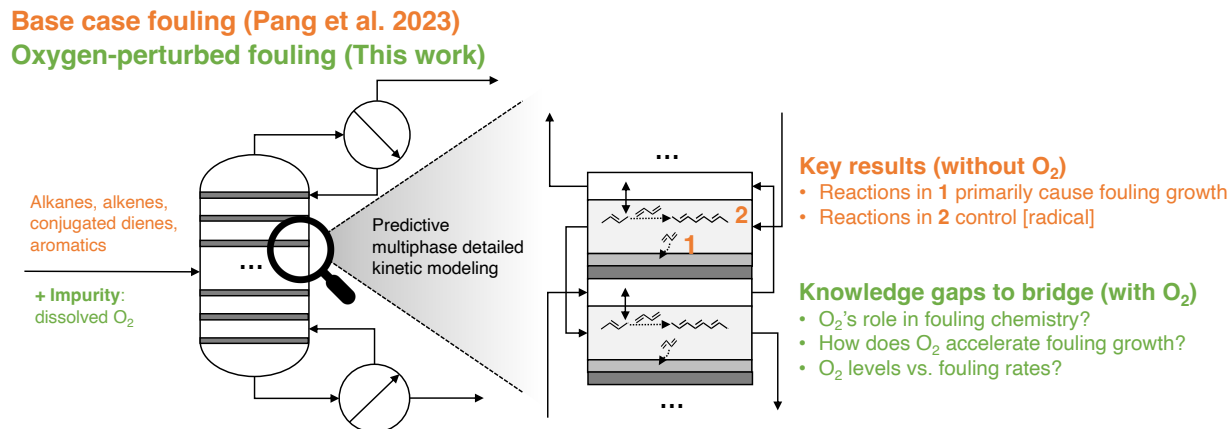 Base case fouling (Pang et al. 2023)
Oxygen-perturbed fouling (This work)
Alkanes, alkenes,
conjugated dienes,
aromatics
+ Impurity:
dissolved O₂
...
Predictive
multiphase detailed
kinetic modeling
...
2
1
...
Key results (without O₂)
• Reactions in 1 primarily cause fouling growth
• Reactions in 2 control [radical]
Knowledge gaps to bridge (with O₂)
• O₂'s role in fouling chemistry?
• How does O₂ accelerate fouling growth?
• O₂ levels vs. fouling rates?